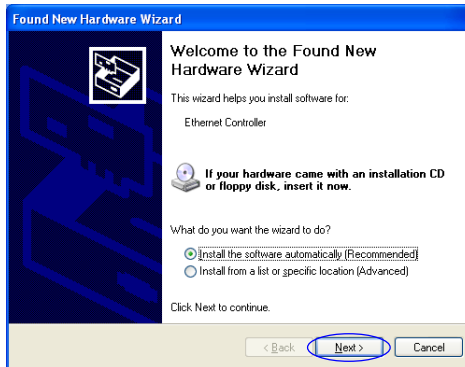 Found New Hardware Wizard
Welcome to the Found New
Hardware Wizard
This wizard helps you install software for:
Ethernet Controller
If your hardware came with an installation CD
or floppy disk, insert it now.
What do you want the wizard to do?
Install the software automatically (Recommended)
Install from a list or specific location (Advanced)
Click Next to continue.
< Back Next > Cancel